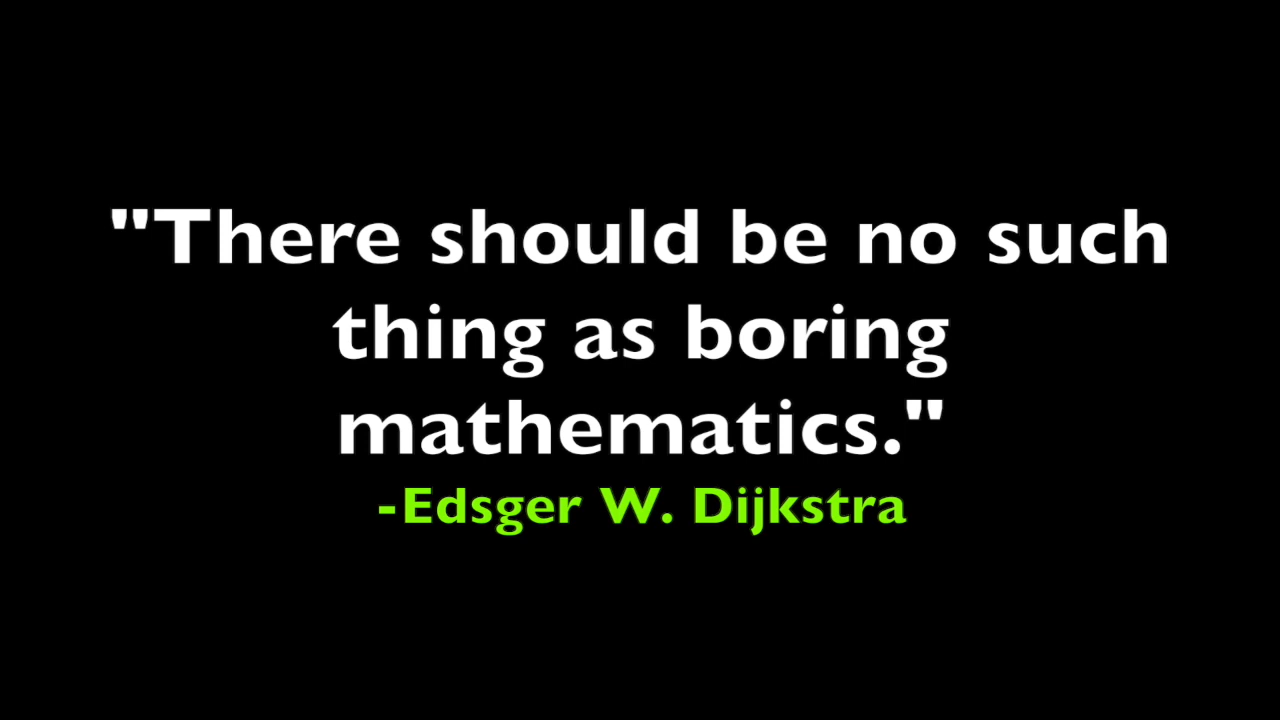 "There should be no such
thing as boring
mathematics."
-Edsger W. Dijkstra